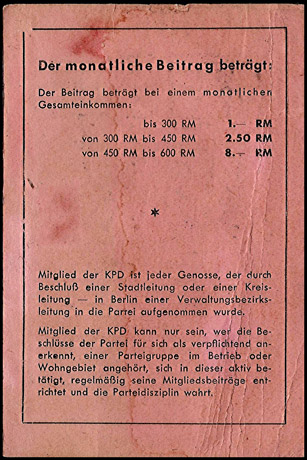 Der monatliche Beitrag beträgt:
Der Beitrag beträgt bei einem monatlichen
Gesamteinkommen:
bis 300 RM 1.— RM
von 300 RM bis 450 RM 2.50 RM
von 450 RM bis 600 RM 8.— RM
*
Mitglied der KPD ist jeder Genosse, der durch
Beschluß einer Stadtleitung oder einer Kreis-
leitung — in Berlin einer Verwaltungsbezirks-
leitung in die Partei aufgenommen wurde.
Mitglied der KPD kann nur sein, wer die Be-
schlüsse der Partei für sich als verpflichtend an-
erkennt, einer Parteigruppe im Betrieb oder
Wohngebiet angehört, sich in dieser aktiv be-
tätigt, regelmäßig seine Mitgliedsbeiträge ent-
richtet und die Parteidisziplin wahrt.